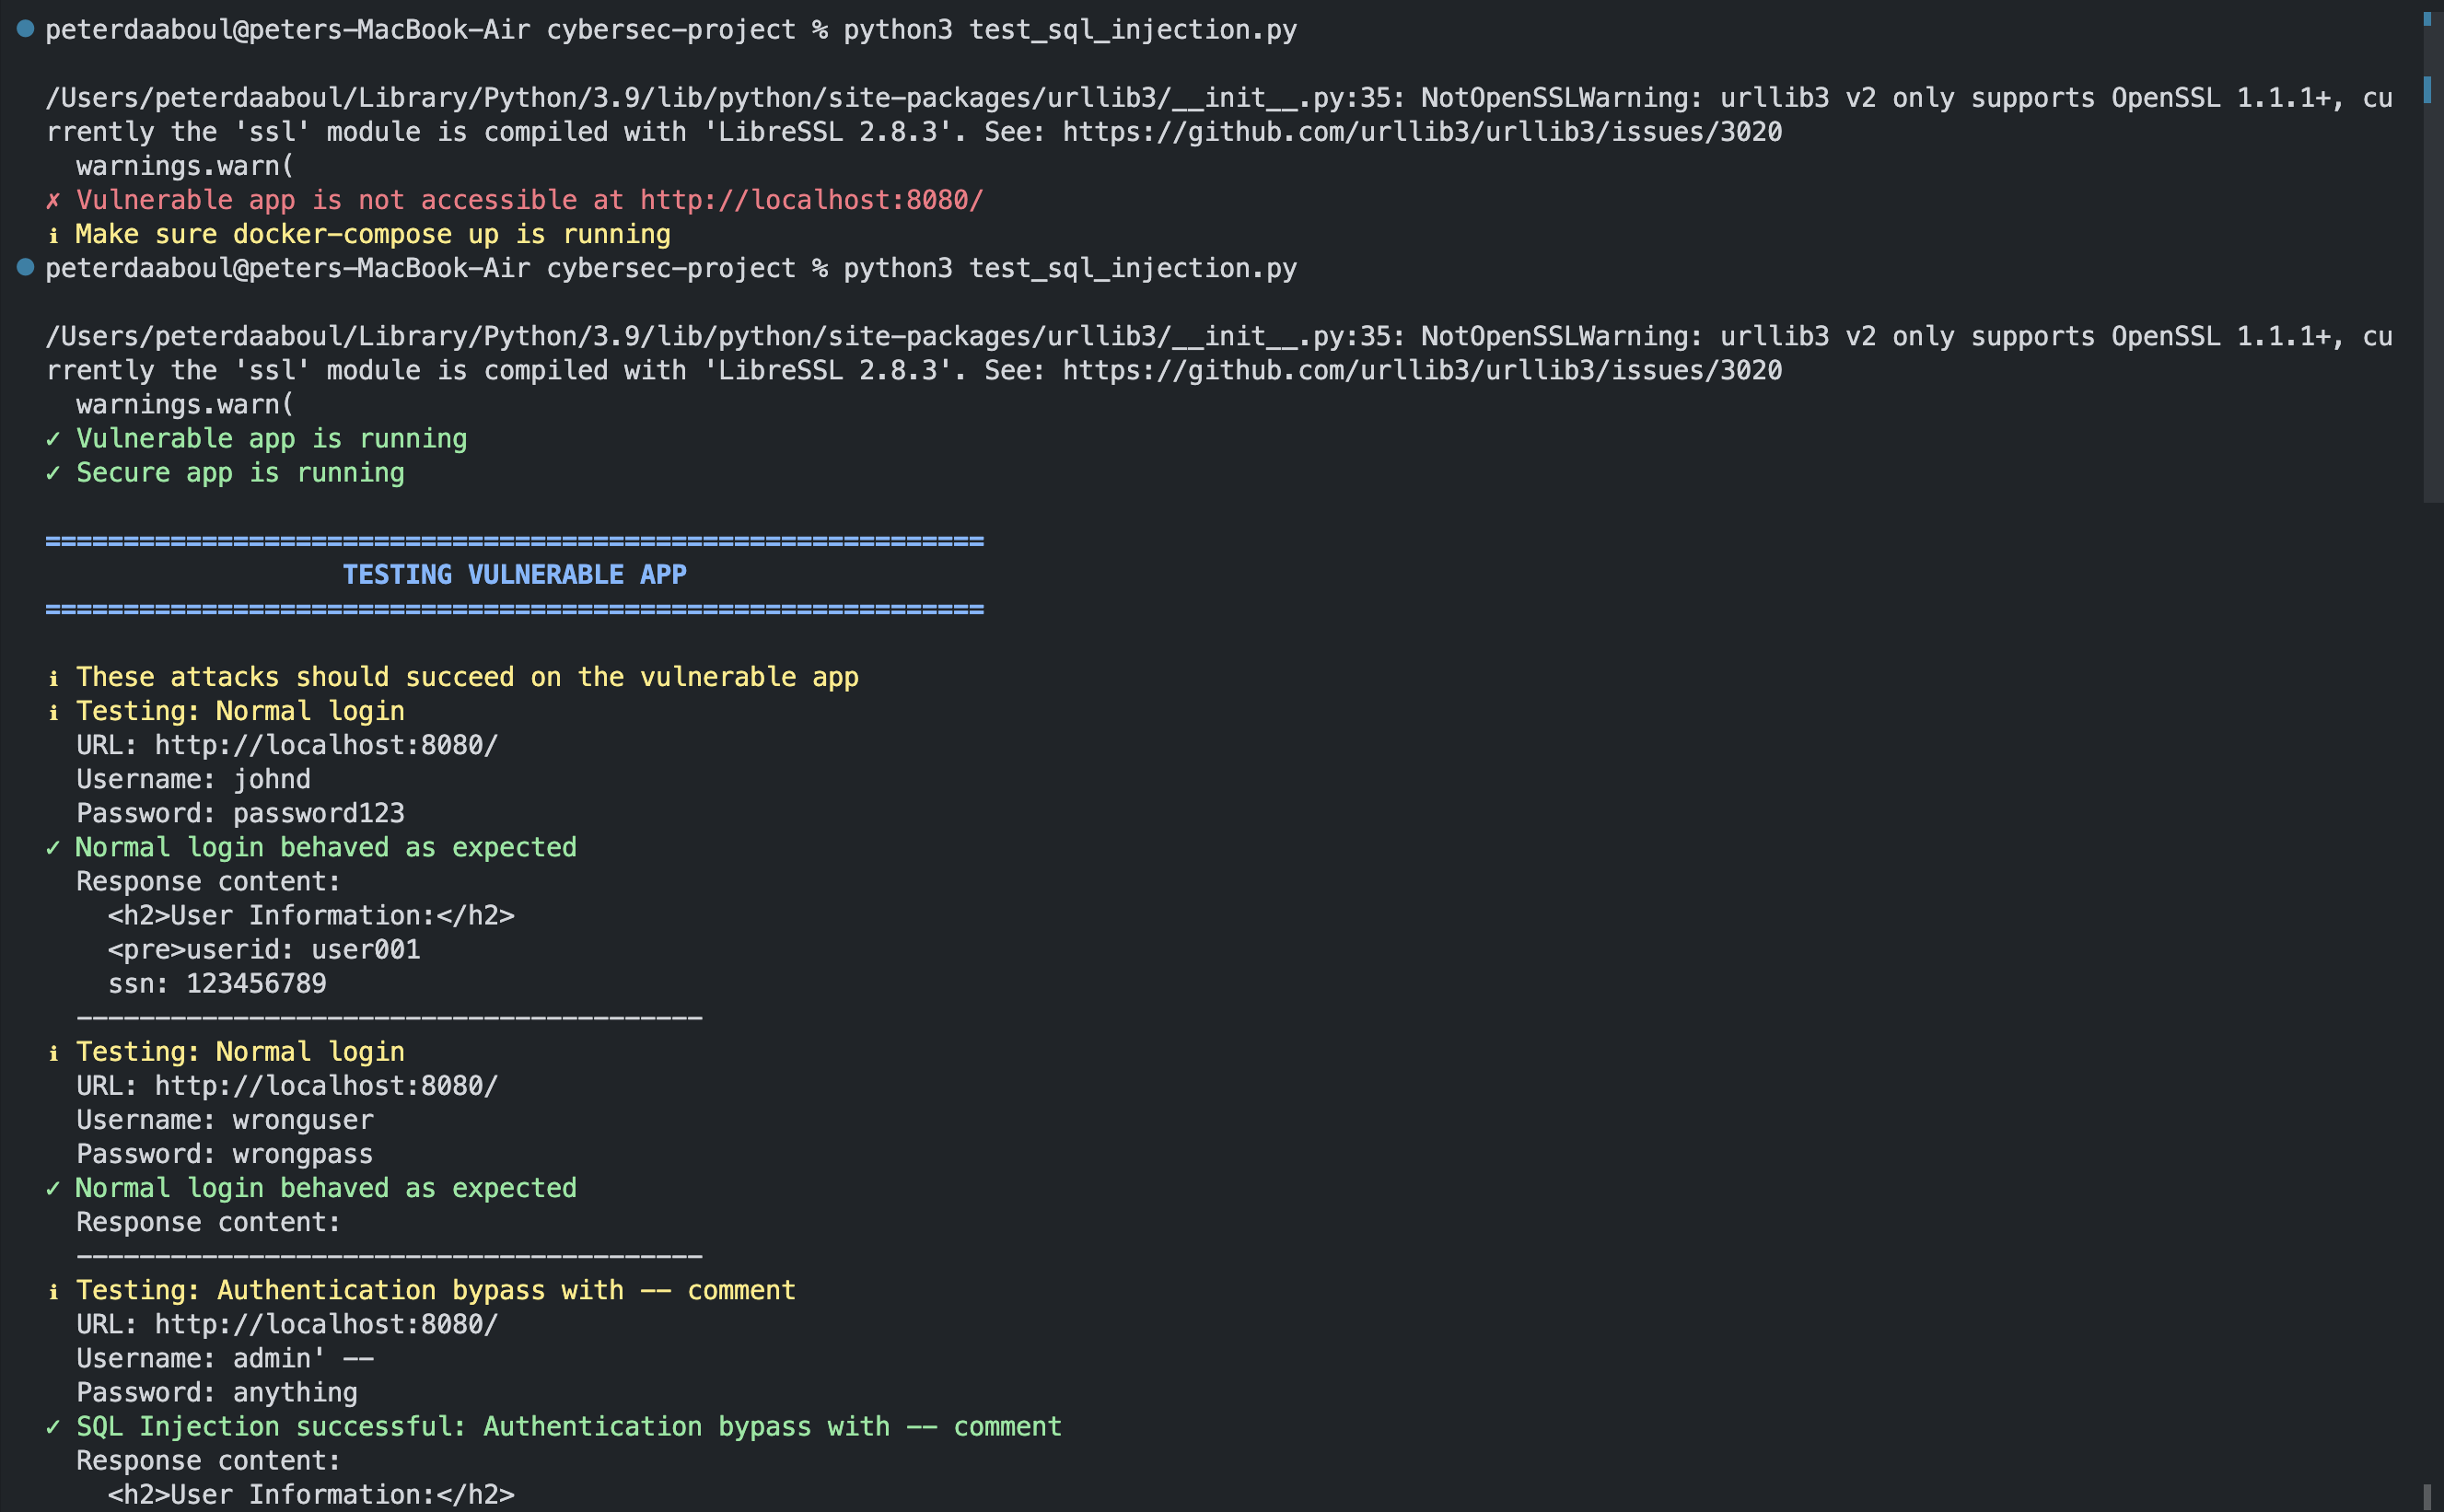 peterdaaboul@peters-MacBook-Air cybersec-project % python3 test_sql_injection.py
/Users/peterdaaboul/Library/Python/3.9/lib/python/site-packages/urllib3/__init__.py:35: NotOpenSSLWarning: urllib3 v2 only supports OpenSSL 1.1.1+, cu
rrently the 'ssl' module is compiled with 'LibreSSL 2.8.3'. See: https://github.com/urllib3/urllib3/issues/3020
  warnings.warn(
✗ Vulnerable app is not accessible at http://localhost:8080/
ℹ Make sure docker-compose up is running
peterdaaboul@peters-MacBook-Air cybersec-project % python3 test_sql_injection.py
/Users/peterdaaboul/Library/Python/3.9/lib/python/site-packages/urllib3/__init__.py:35: NotOpenSSLWarning: urllib3 v2 only supports OpenSSL 1.1.1+, cu
rrently the 'ssl' module is compiled with 'LibreSSL 2.8.3'. See: https://github.com/urllib3/urllib3/issues/3020
  warnings.warn(
✓ Vulnerable app is running
✓ Secure app is running
============================================================
                   TESTING VULNERABLE APP
============================================================
ℹ These attacks should succeed on the vulnerable app
ℹ Testing: Normal login
  URL: http://localhost:8080/
  Username: johnd
  Password: password123
✓ Normal login behaved as expected
  Response content:
    <h2>User Information:</h2>
    <pre>userid: user001
    ssn: 123456789
  ----------------------------------------
ℹ Testing: Normal login
  URL: http://localhost:8080/
  Username: wronguser
  Password: wrongpass
✓ Normal login behaved as expected
  Response content:
  ----------------------------------------
ℹ Testing: Authentication bypass with -- comment
  URL: http://localhost:8080/
  Username: admin' --
  Password: anything
✓ SQL Injection successful: Authentication bypass with -- comment
  Response content:
    <h2>User Information:</h2>